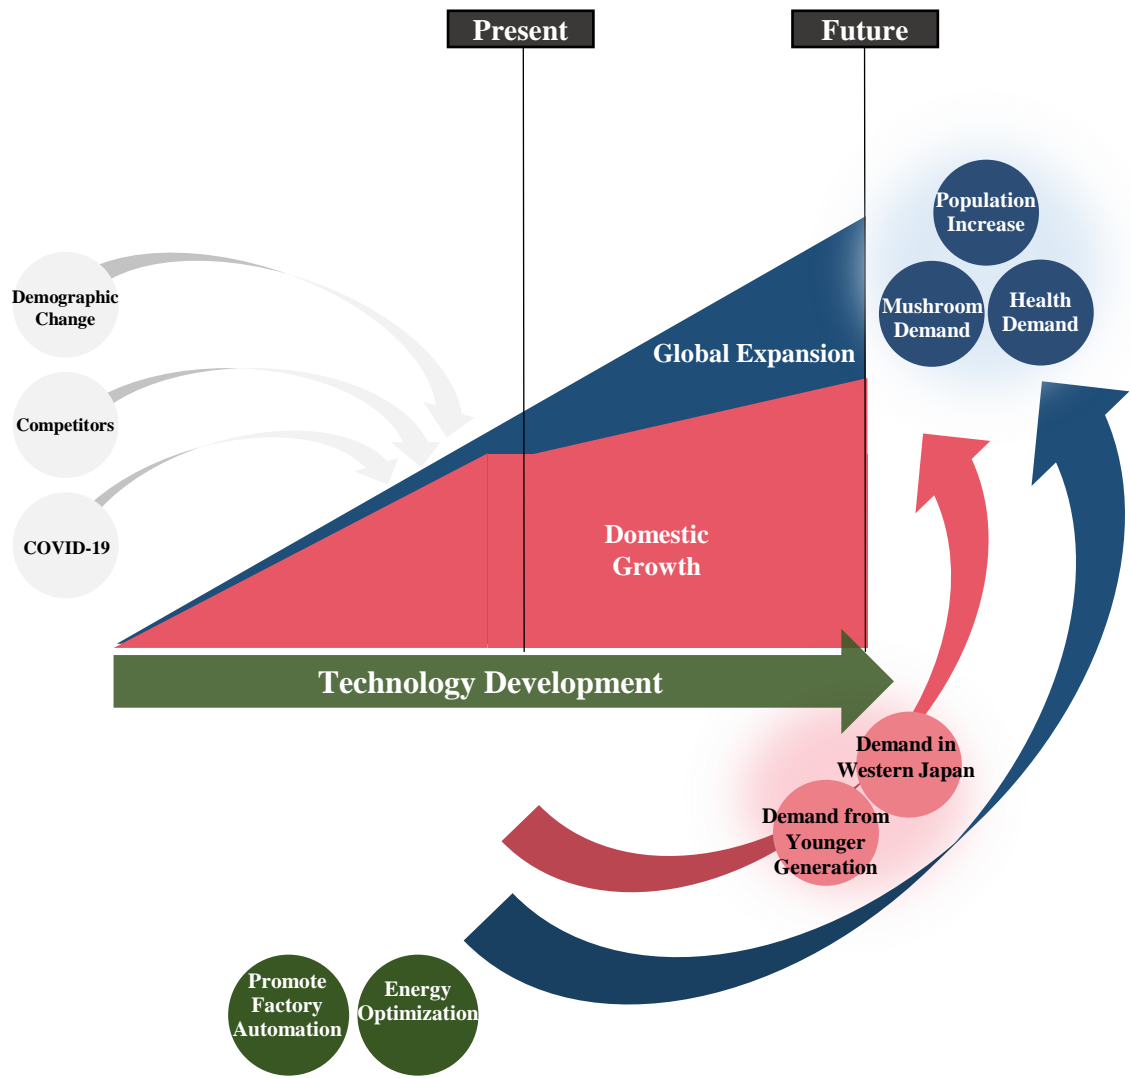 Present
Future
Population
Increase
Mushroom
Demand
Health
Demand
Demographic
Change
Competitors
COVID-19
Global Expansion
Domestic
Growth
Technology Development
Demand in
Western Japan
Demand from
Younger
Generation
Promote
Factory
Automation
Energy
Optimization